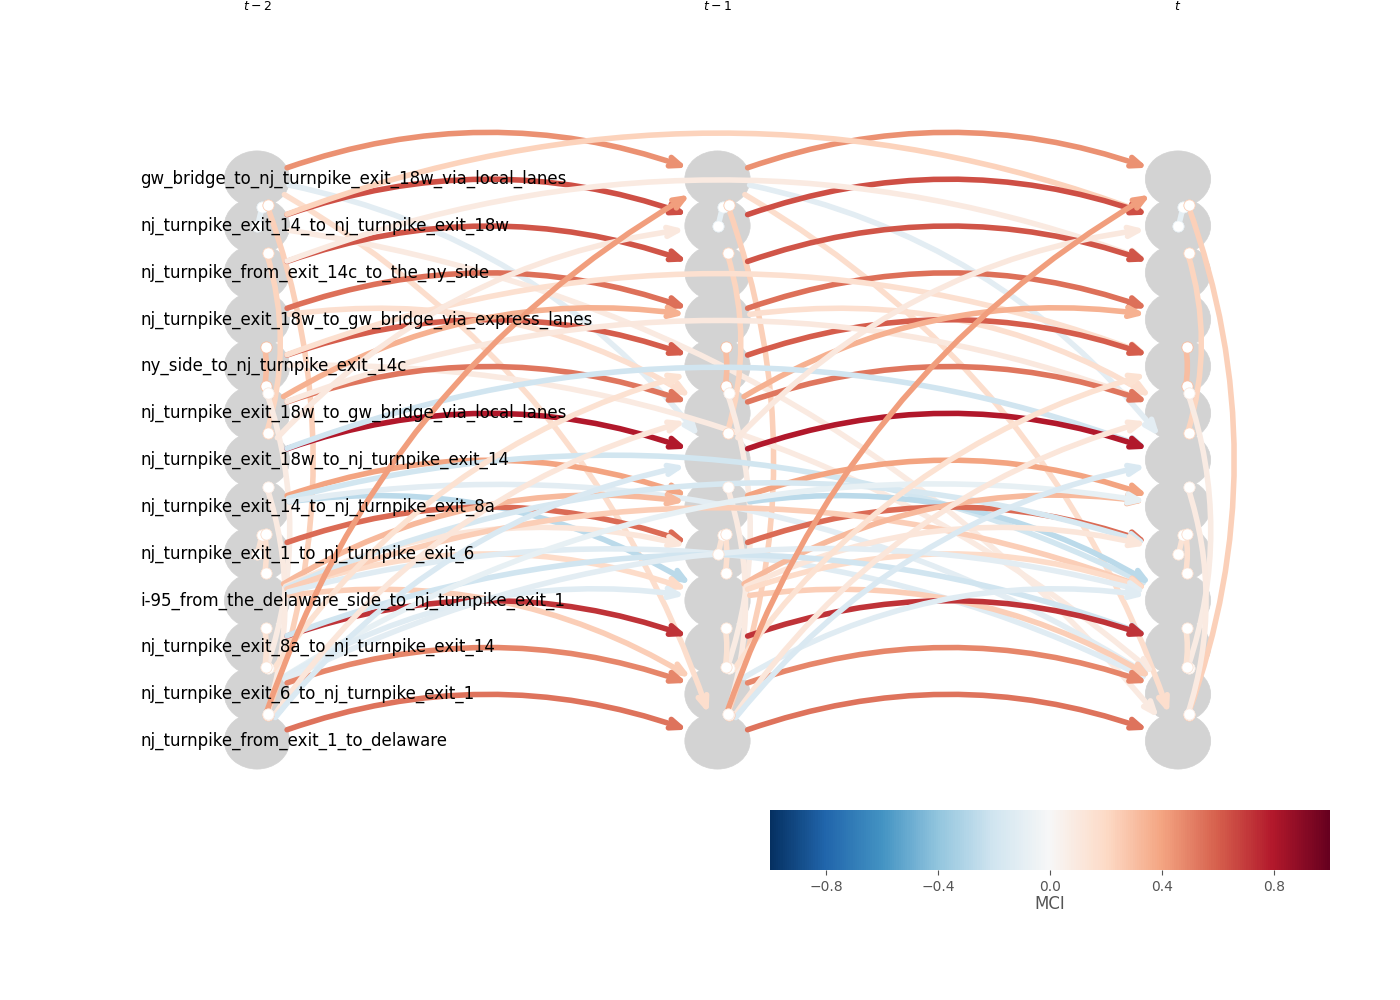 t − 2 t − 1 t
gw_bridge_to_nj_turnpike_exit_18w_via_local_lanes
nj_turnpike_exit_14_to_nj_turnpike_exit_18w
nj_turnpike_from_exit_14c_to_the_ny_side
nj_turnpike_exit_18w_to_gw_bridge_via_express_lanes
ny_side_to_nj_turnpike_exit_14c
nj_turnpike_exit_18w_to_gw_bridge_via_local_lanes
nj_turnpike_exit_18w_to_nj_turnpike_exit_14
nj_turnpike_exit_14_to_nj_turnpike_exit_8a
nj_turnpike_exit_1_to_nj_turnpike_exit_6
i-95_from_the_delaware_side_to_nj_turnpike_exit_1
nj_turnpike_exit_8a_to_nj_turnpike_exit_14
nj_turnpike_exit_6_to_nj_turnpike_exit_1
nj_turnpike_from_exit_1_to_delaware
−0.8 −0.4 0.0 0.4 0.8
MCI